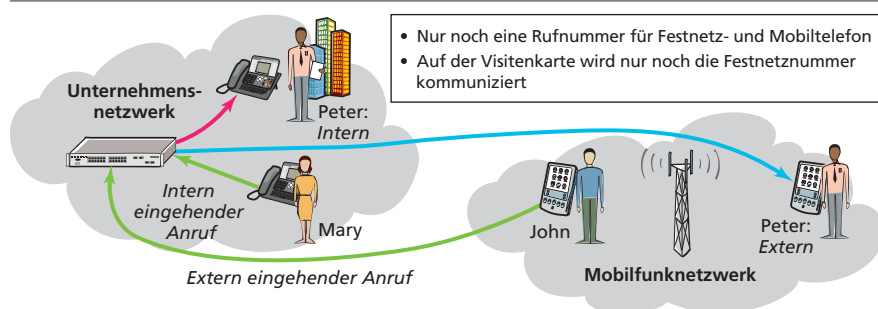 • Nur noch eine Rufnummer für Festnetz- und Mobiltelefon
• Auf der Visitenkarte wird nur noch die Festnetznummer
kommuniziert
Unternehmens-
netzwerk
Peter:
Intern
Intern
eingehender
Anruf
Mary
John
Peter:
Extern
Extern eingehender Anruf
Mobilfunknetzwerk